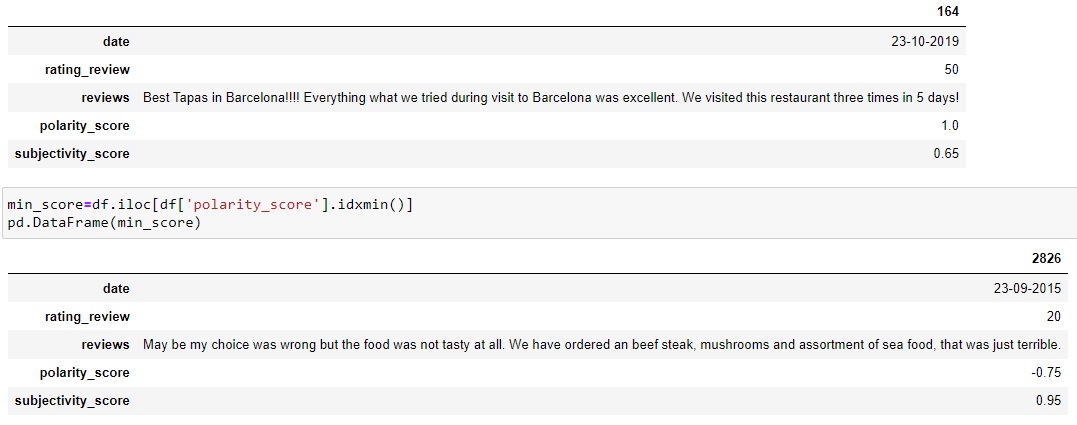 164
date 23-10-2019
rating_review 50
reviews Best Tapas in Barcelona!!!! Everything what we tried during visit to Barcelona was excellent. We visited this restaurant three times in 5 days!
polarity_score 1.0
subjectivity_score 0.65
min_score=df.iloc[df['polarity_score'].idxmin()]
pd.DataFrame(min_score)
2826
date 23-09-2015
rating_review 20
reviews May be my choice was wrong but the food was not tasty at all. We have ordered an beef steak, mushrooms and assortment of sea food, that was just terrible.
polarity_score -0.75
subjectivity_score 0.95